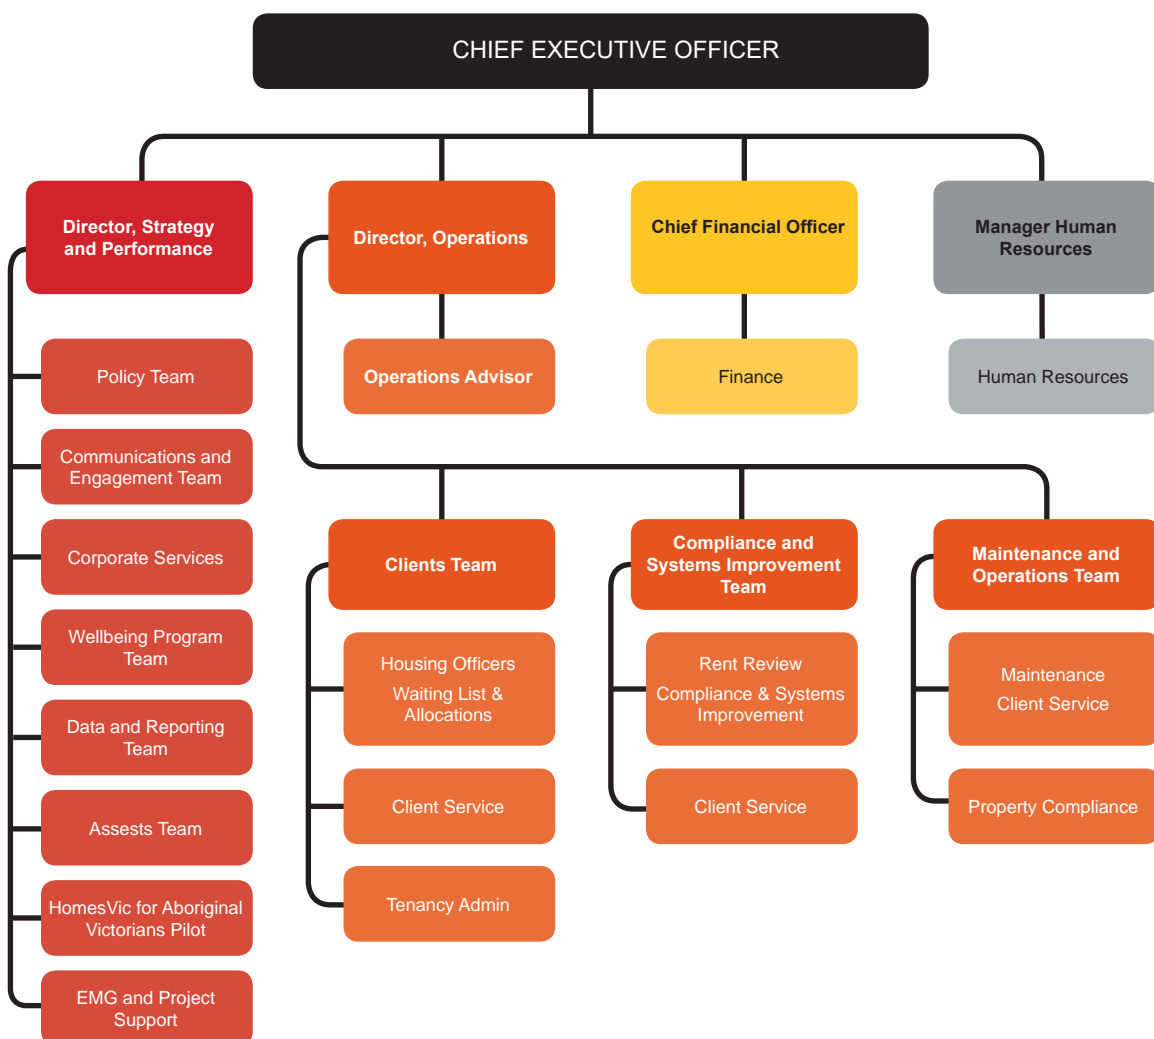 CHIEF EXECUTIVE OFFICER
Director, Strategy
and Performance
Director, Operations
Chief Financial Officer
Manager Human
Resources
Policy Team
Operations Advisor
Finance
Human Resources
Communications and
Engagement Team
Corporate Services
Wellbeing Program
Team
Data and Reporting
Team
Assests Team
HomesVic for Aboriginal
Victorians Pilot
EMG and Project
Support
Clients Team
Housing Officers
Waiting List &
Allocations
Client Service
Tenancy Admin
Compliance and
Systems Improvement
Team
Rent Review
Compliance & Systems
Improvement
Client Service
Maintenance and
Operations Team
Maintenance
Client Service
Property Compliance